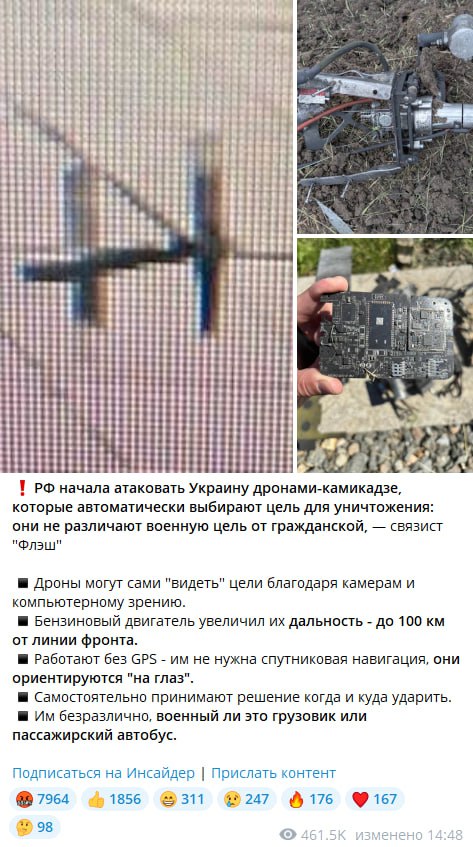 ❗ РФ начала атаковать Украину дронами-камикадзе,
которые автоматически выбирают цель для уничтожения:
они не различают военную цель от гражданской, — связист
"Флэш"
◾ Дроны могут сами "видеть" цели благодаря камерам и
компьютерному зрению.
◾ Бензиновый двигатель увеличил их дальность - до 100 км
от линии фронта.
◾ Работают без GPS - им не нужна спутниковая навигация, они
ориентируются "на глаз".
◾ Самостоятельно принимают решение когда и куда ударить.
◾ Им безразлично, военный ли это грузовик или
пассажирский автобус.
Подписаться на Инсайдер | Прислать контент
🤬 7964 👍 1856 😁 311 😢 247 🔥 176 ❤️ 167
🤔 98
461.5K изменено 14:48